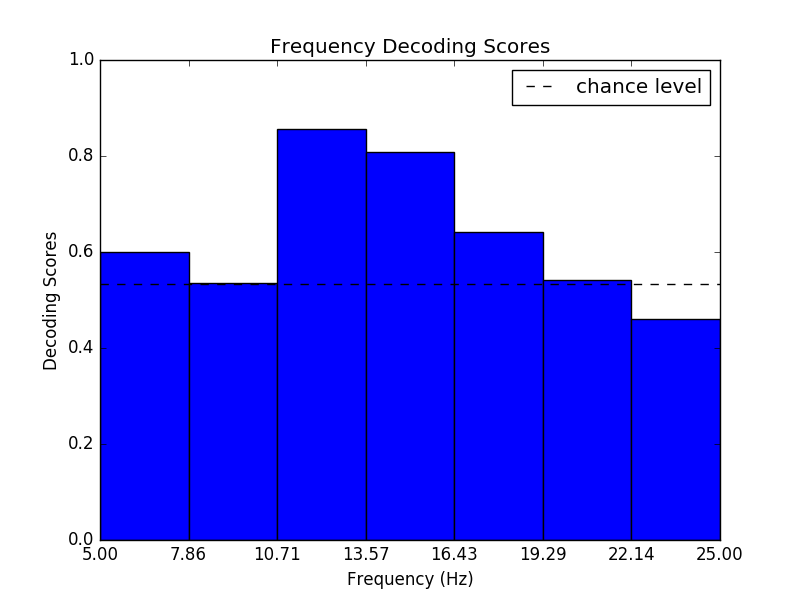 Frequency Decoding Scores
chance level
1.0
0.8
0.6
0.4
0.2
0.0
Decoding Scores
5.00 7.86 10.71 13.57 16.43 19.29 22.14 25.00
Frequency (Hz)